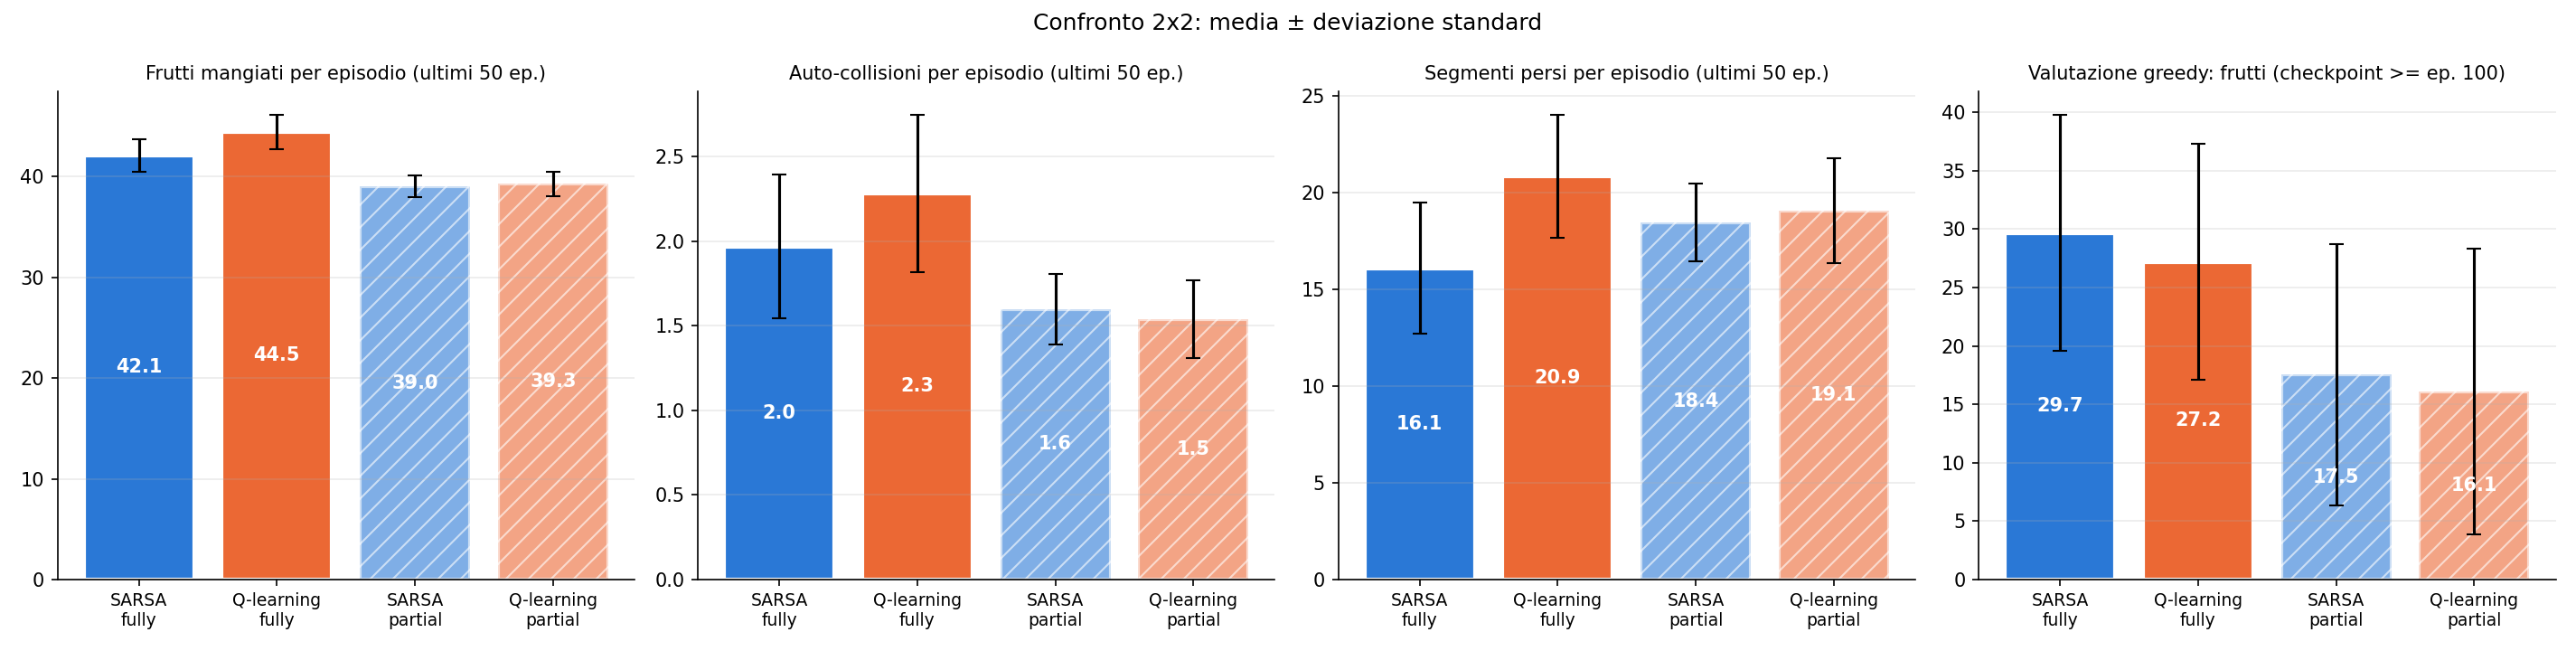 Confronto 2x2: media ± deviazione standard
Frutti mangiati per episodio (ultimi 50 ep.)
40
30
20
10
0
42.1
44.5
39.0
39.3
SARSA
fully
Q-learning
fully
SARSA
partial
Q-learning
partial
Auto-collisioni per episodio (ultimi 50 ep.)
2.5
2.0
1.5
1.0
0.5
0.0
2.0
2.3
1.6
1.5
SARSA
fully
Q-learning
fully
SARSA
partial
Q-learning
partial
Segmenti persi per episodio (ultimi 50 ep.)
25
20
15
10
5
0
16.1
20.9
18.4
19.1
SARSA
fully
Q-learning
fully
SARSA
partial
Q-learning
partial
Valutazione greedy: frutti (checkpoint >= ep. 100)
40
35
30
25
20
15
10
5
0
29.7
27.2
17.5
16.1
SARSA
fully
Q-learning
fully
SARSA
partial
Q-learning
partial